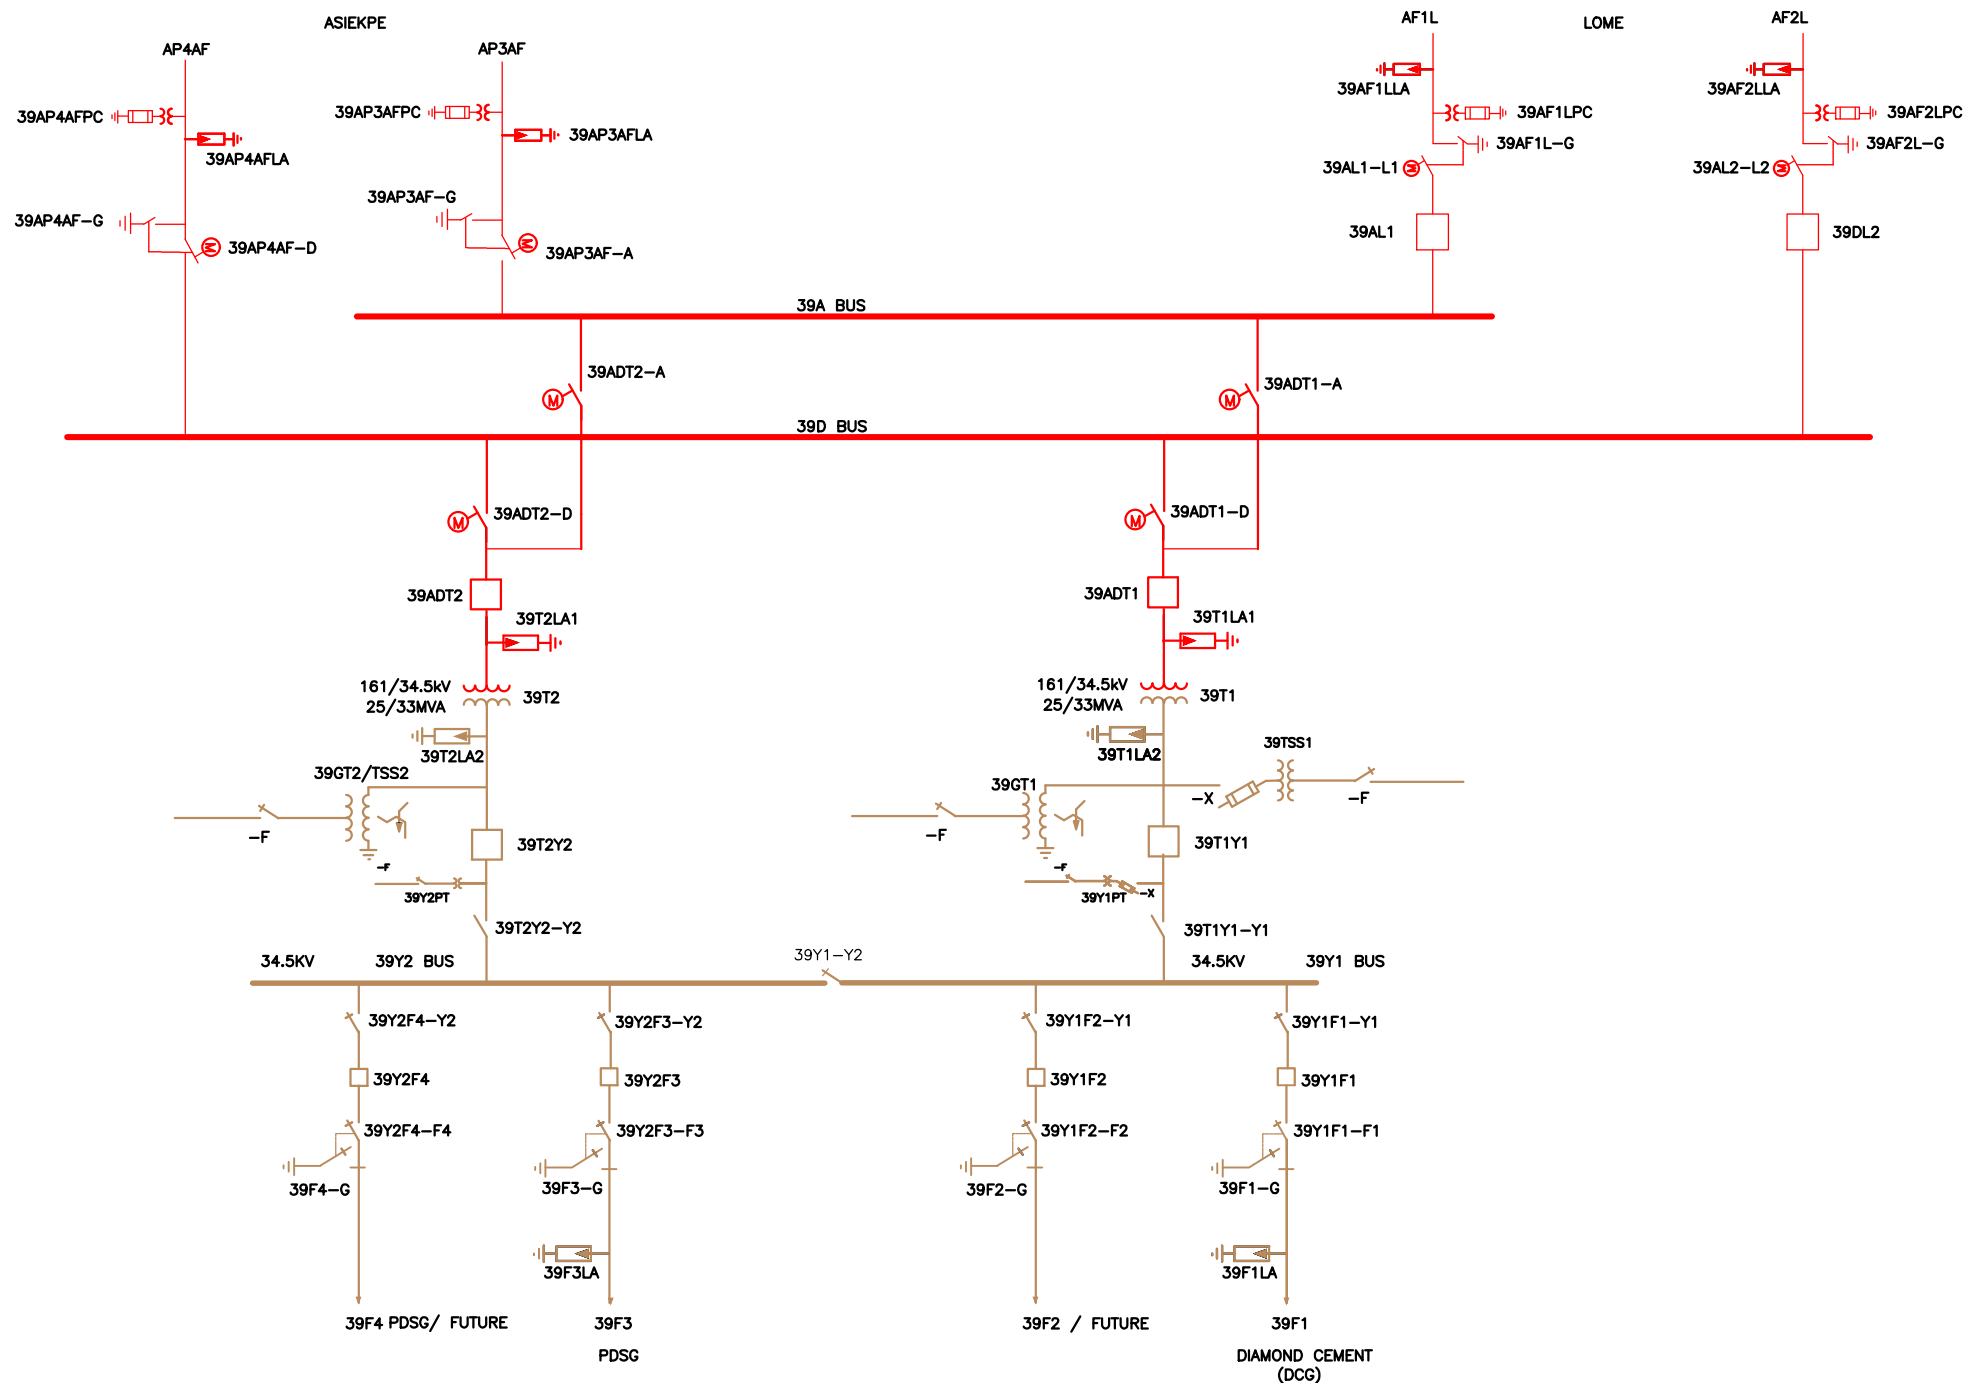 ASIEKPE
AF1L
LOME
AF2L
AP4AF
AP3AF
39AF1LLA
39AF2LLA
39AP4AFPC
39AP3AFPC
39AP3AFLA
39AF1LPC
39AF2LPC
39AP4AFLA
39AF1L-G
39AF2L-G
39AL1-L1
M
39AL2-L2
M
39AP3AF-G
39AP4AF-G
M
39AP4AF-D
M
39AP3AF-A
39AL1
39DL2
39A BUS
39ADT2-A
M
39ADT1-A
M
39D BUS
39ADT2-D
M
39ADT1-D
M
39ADT2
39ADT1
39T2LA1
39T1LA1
161/34.5kV
25/33MVA
39T2
161/34.5kV
25/33MVA
39T1
39T2LA2
39T1LA2
39TSS1
39GT2/TSS2
39GT1
-X
-F
-F
-F
39T2Y2
39T1Y1
-F
-F
39Y2PT
39Y1PT
-X
39T2Y2-Y2
39T1Y1-Y1
34.5KV
39Y2 BUS
39Y1-Y2
34.5KV
39Y1 BUS
39Y2F4-Y2
39Y2F3-Y2
39Y1F2-Y1
39Y1F1-Y1
39Y2F4
39Y2F3
39Y1F2
39Y1F1
39Y2F4-F4
39Y2F3-F3
39Y1F2-F2
39Y1F1-F1
39F4-G
39F3-G
39F2-G
39F1-G
39F3LA
39F1LA
39F4 PDSG/ FUTURE
39F3
39F2 / FUTURE
39F1
PDSG
DIAMOND CEMENT
(DCG)